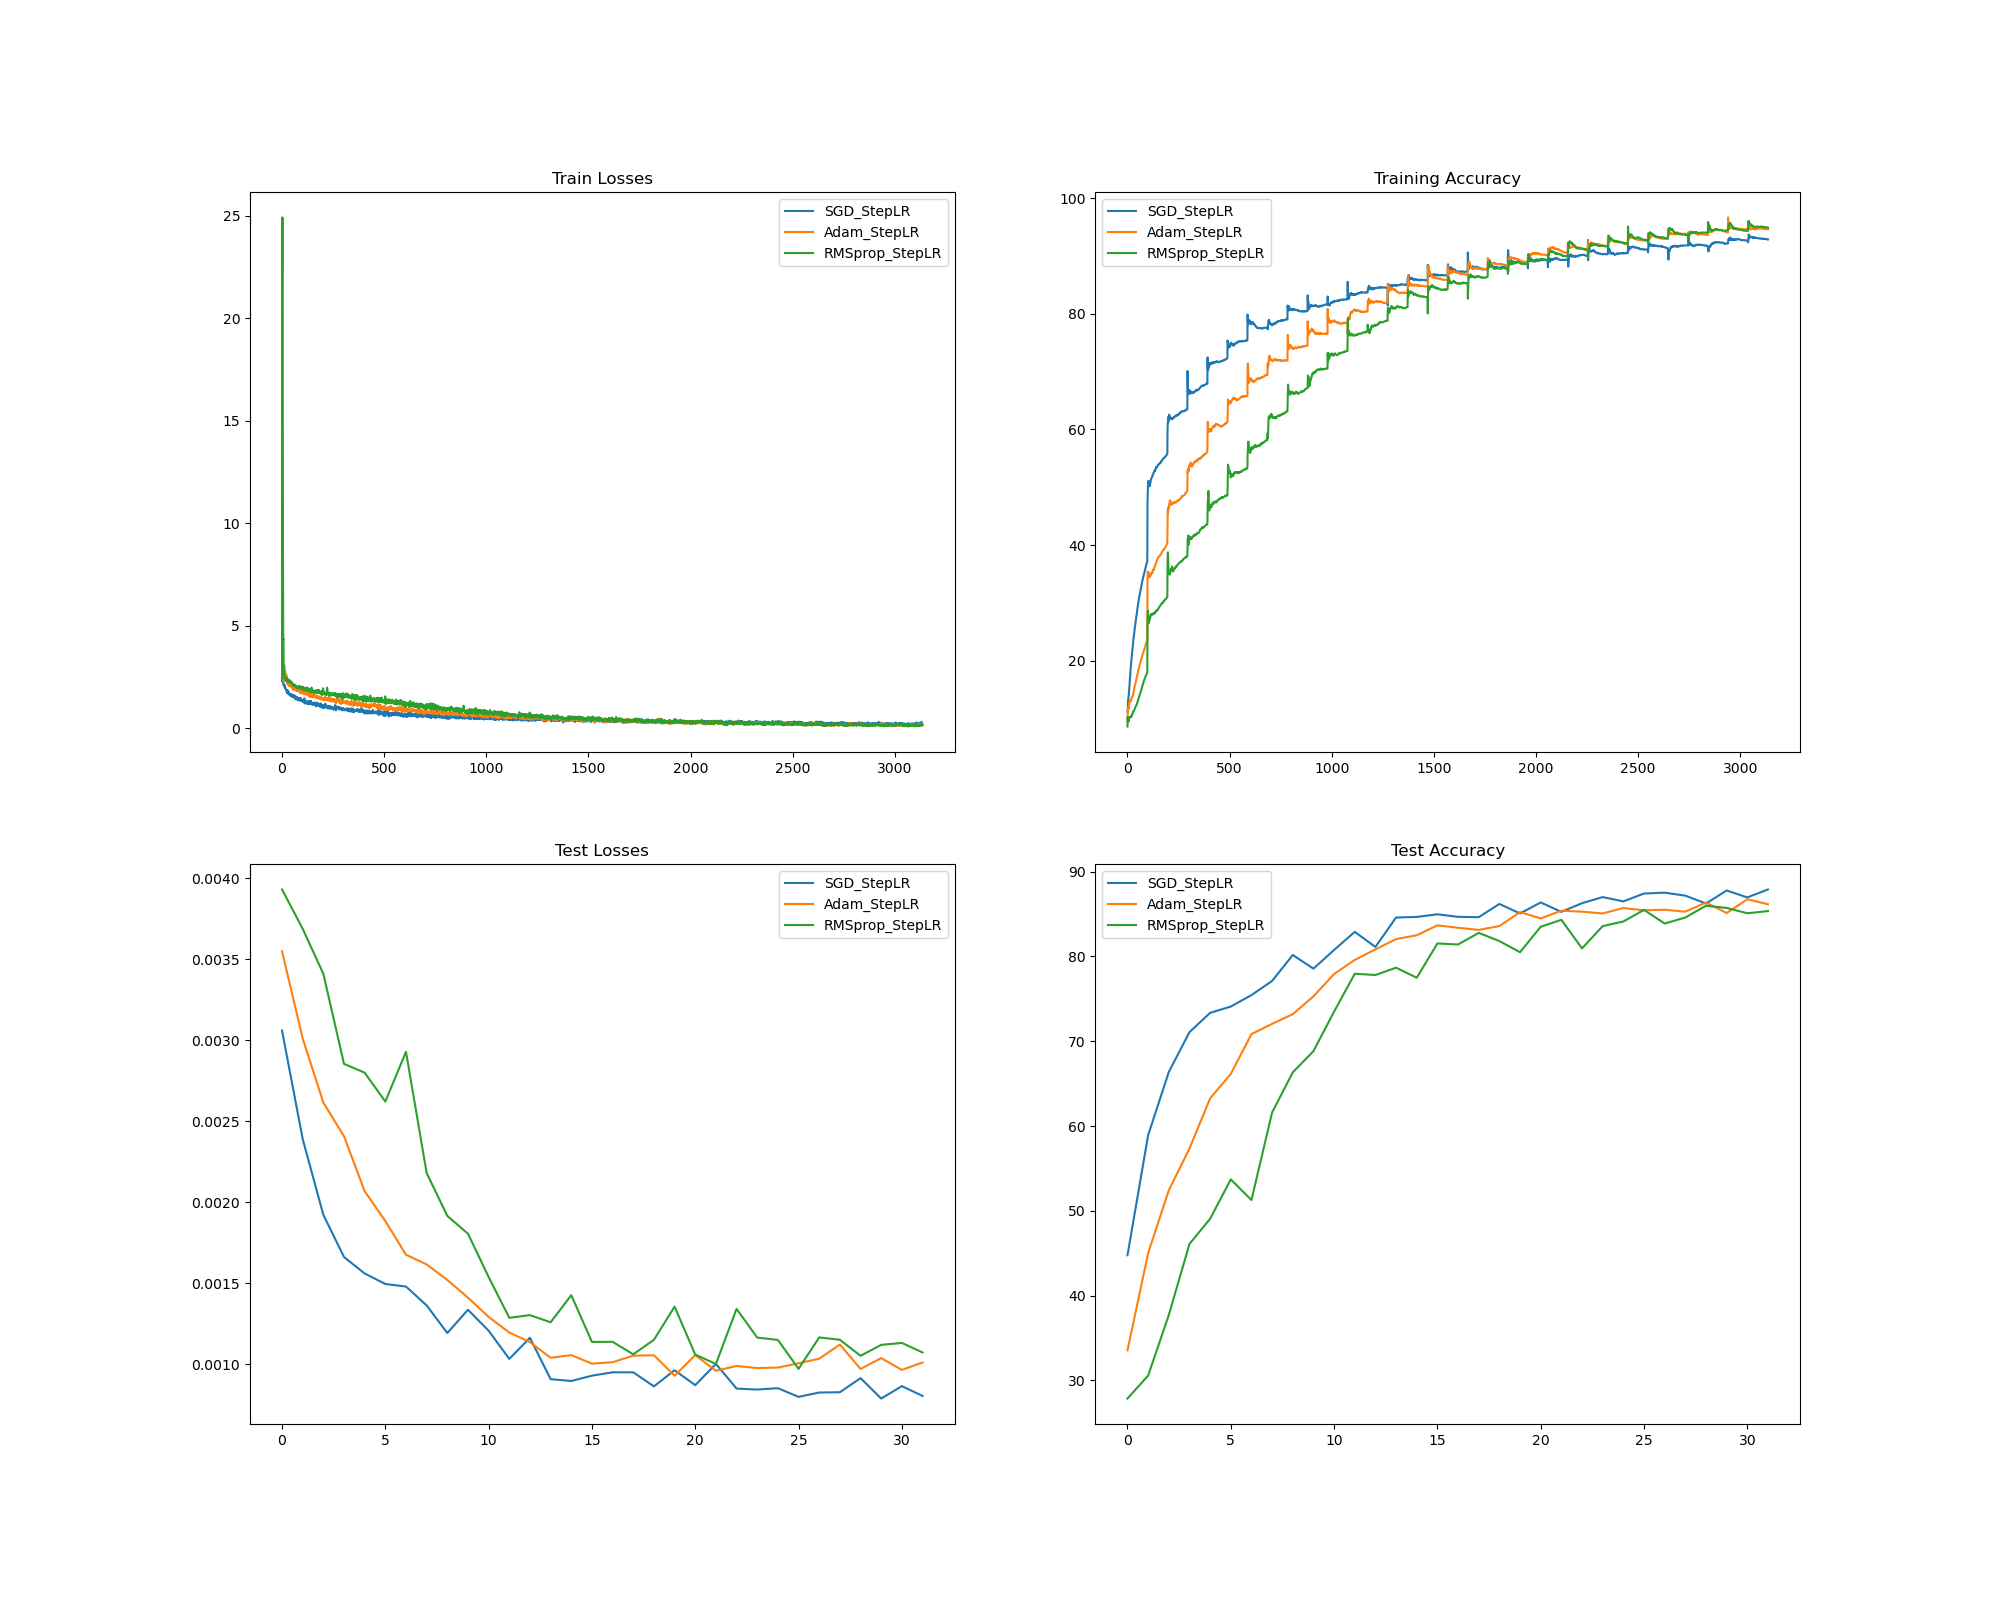 Train Losses
25
20
15
10
5
0
0 500 1000 1500 2000 2500 3000
SGD_StepLR
Adam_StepLR
RMSprop_StepLR
Training Accuracy
100
80
60
40
20
0 500 1000 1500 2000 2500 3000
SGD_StepLR
Adam_StepLR
RMSprop_StepLR
Test Losses
0.0040
0.0035
0.0030
0.0025
0.0020
0.0015
0.0010
0 5 10 15 20 25 30
SGD_StepLR
Adam_StepLR
RMSprop_StepLR
Test Accuracy
90
80
70
60
50
40
30
0 5 10 15 20 25 30
SGD_StepLR
Adam_StepLR
RMSprop_StepLR